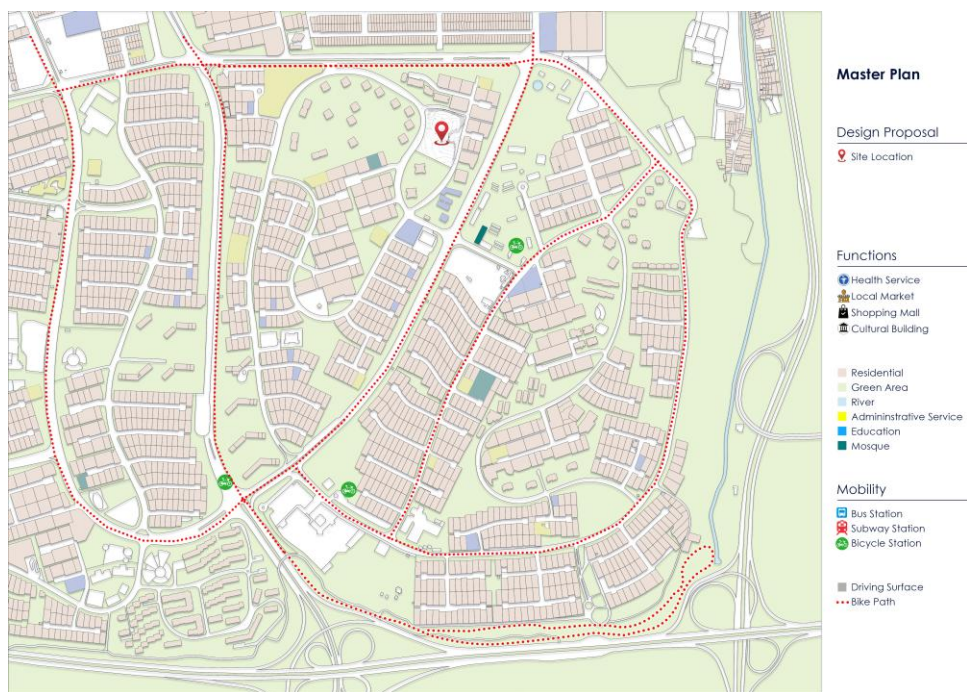 Master Plan
Design Proposal
Site Location
Functions
Health Service
Local Market
Shopping Mall
Cultural Building
Residential
Green Area
River
Admininstrative Service
Education
Mosque
Mobility
Bus Station
Subway Station
Bicycle Station
Driving Surface
Bike Path